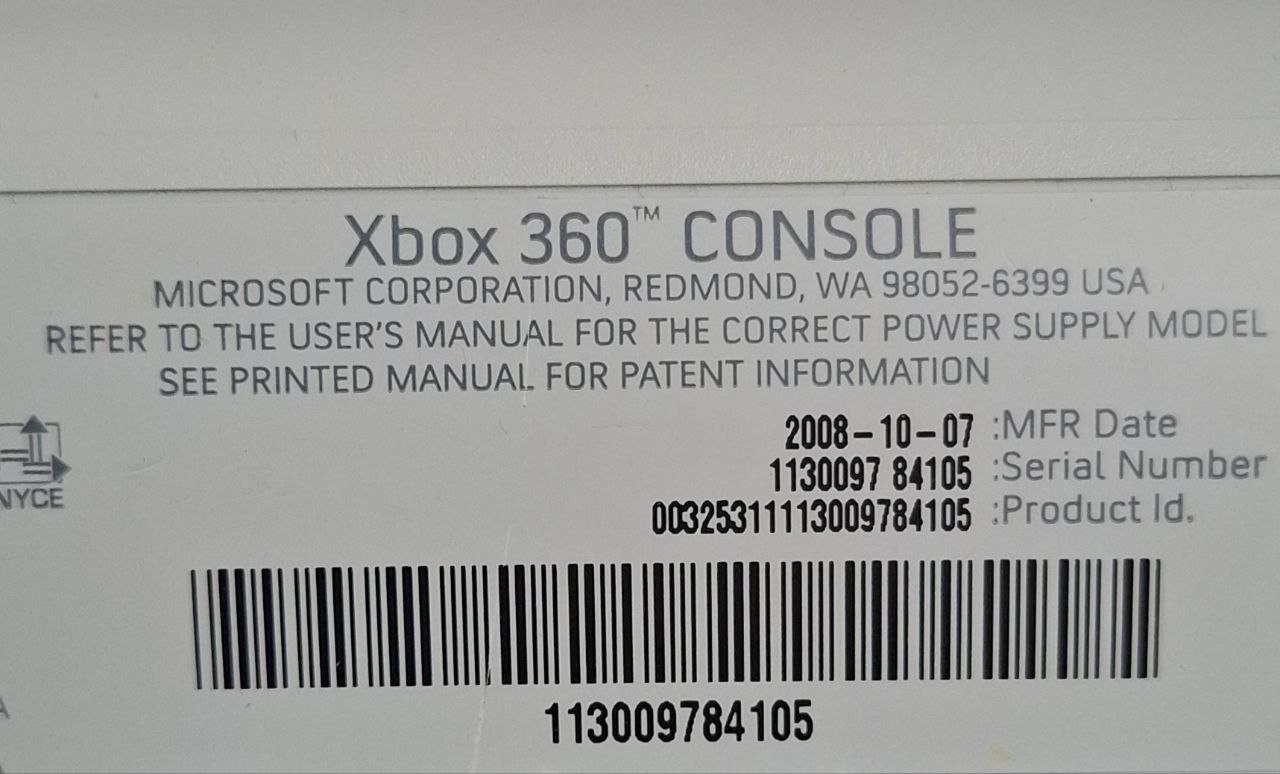 Xbox 360™ CONSOLE
MICROSOFT CORPORATION, REDMOND, WA 98052-6399 USA
REFER TO THE USER'S MANUAL FOR THE CORRECT POWER SUPPLY MODEL
SEE PRINTED MANUAL FOR PATENT INFORMATION
2008-10-07 :MFR Date
1130097 84105 :Serial Number
00325311113009784105 :Product Id.
NYCE
113009784105